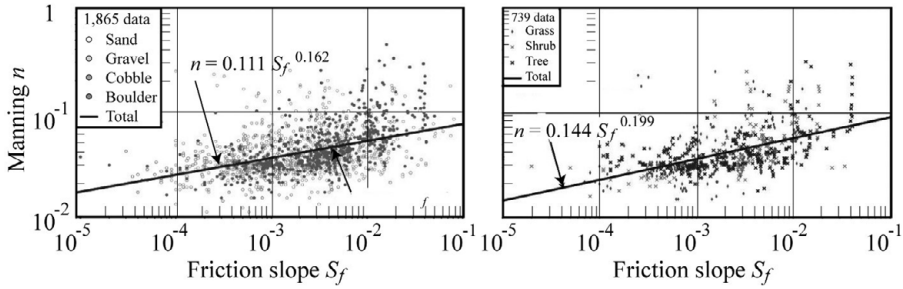 1,865 data
Sand
Gravel
Cobble
Boulder
Total
n = 0.111 S_f^0.162
f
Manning n
1
10^-1
10^-2
10^-5
10^-4
10^-3
10^-2
10^-1
Friction slope S_f
739 data
Grass
Shrub
Tree
Total
n = 0.144 S_f^0.199
10^-5
10^-4
10^-3
10^-2
10^-1
Friction slope S_f